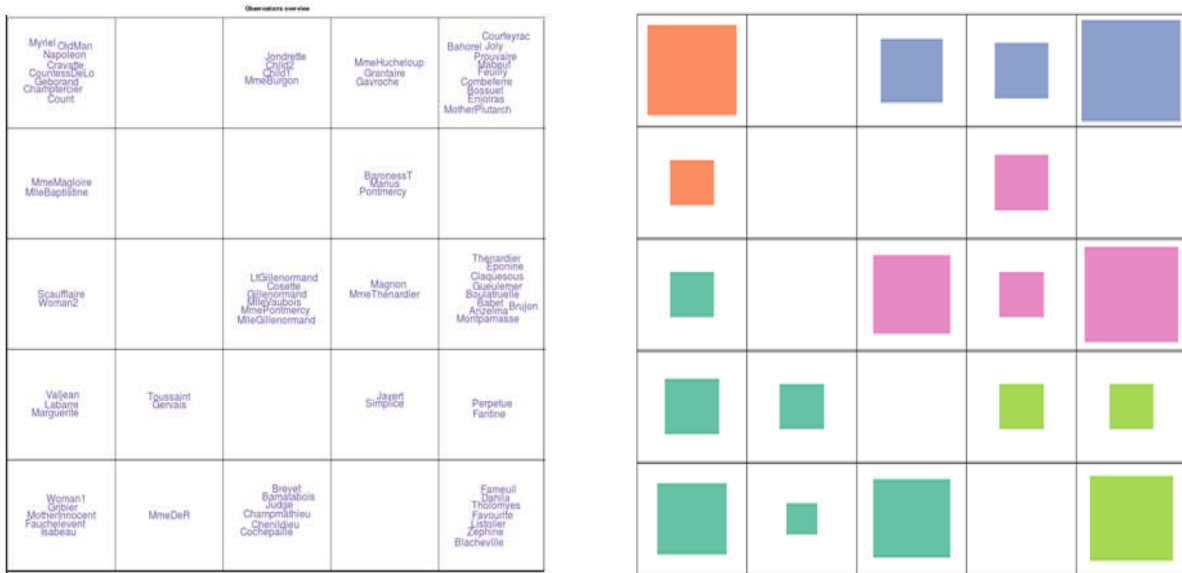 Observations overview
Myriel
OldMan
Napoleon
Cravatte
CountessDeLo
Geborand
Champtercier
Count
Jondrette
Child2
Child1
MmeBurgon
MmeHucheloup
Grantaire
Gavroche
Courfeyrac
Bahorel Joly
Prouvaire
Mabeuf
Feuilly
Combeferre
Bossuet
Enjolras
MotherPlutarch
MmeMagloire
MlleBaptistine
BaronessT
Marius
Pontmercy
Scaufflaire
Woman2
LtGillenormand
Cosette
Gillenormand
MlleVaubois
MmePontmercy
MlleGillenormand
Magnon
MmeThenardier
Thenardier
Eponine
Claquesous
Gueulemer
Boulatruelle
Babet
Brujon
Anzelma
Montparnasse
Valjean
Labarre
Marguerite
Toussaint
Gervais
Javert
Simplice
Perpetue
Fantine
Woman1
Gribier
MotherInnocent
Fauchelevent
Isabeau
MmeDeR
Brevet
Bamatabois
Judge
Champmathieu
Chenildieu
Cochepaille
Fameuil
Dahlia
Tholomyes
Favourite
Listolier
Zephine
Blacheville